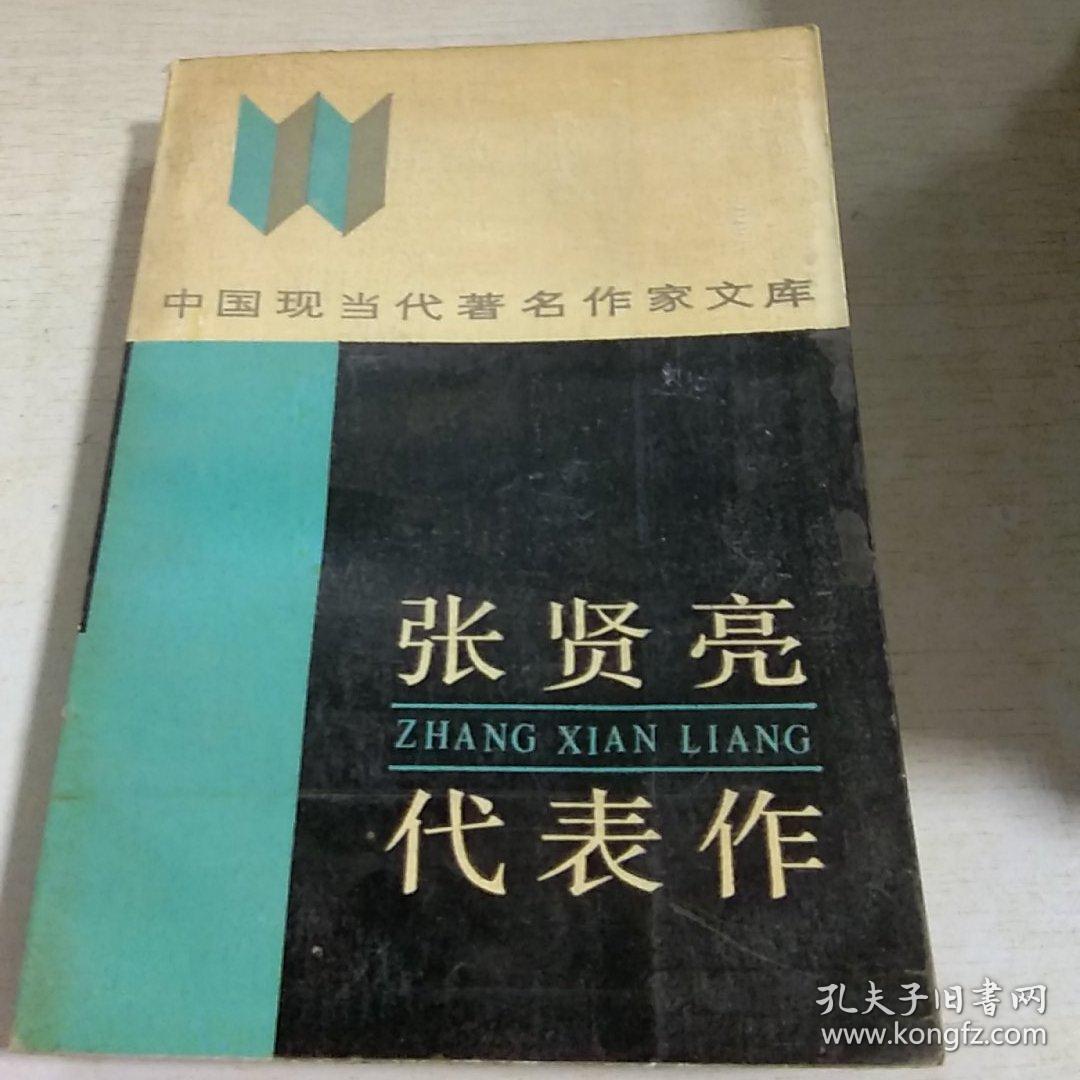 中国现当代著名作家文库
张贤亮
ZHANG XIAN LIANG
代表作
孔夫子旧书网
www.kongfz.com